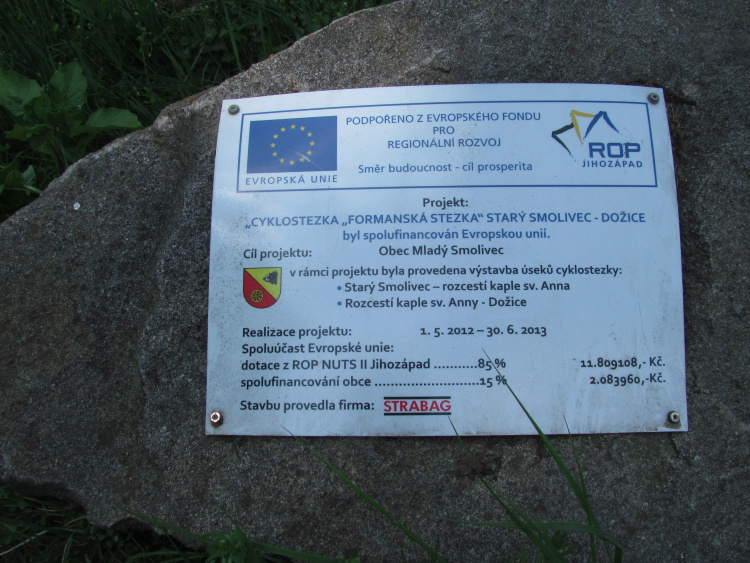 PODPOŘENO Z EVROPSKÉHO FONDU
PRO
REGIONÁLNÍ ROZVOJ
Směr budoucnost - cíl prosperita
EVROPSKÁ UNIE
ROP
JIHOZÁPAD
Projekt:
„CYKLOSTEZKA „FORMANSKÁ STEZKA“ STARÝ SMOLIVEC - DOŽICE
byl spolufinancován Evropskou unií.
Cíl projektu: Obec Mladý Smolivec
v rámci projektu byla provedena výstavba úseků cyklostezky:
• Starý Smolivec – rozcestí kaple sv. Anna
• Rozcestí kaple sv. Anny - Dožice
Realizace projektu: 1. 5. 2012 – 30. 6. 2013
Spoluúčast Evropské unie:
dotace z ROP NUTS II Jihozápad ...........85 % 11.809108,- Kč.
spolufinancování obce ..........................15 % 2.083960,-Kč.
Stavbu provedla firma: STRABAG